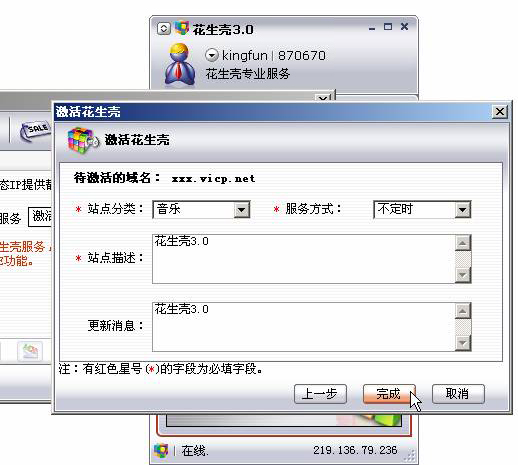 花生壳3.0
kingfun | 870670
花生壳专业服务
SALE
态IP提供静
服务 激活
生壳服务
功能。
激活花生壳
激活花生壳
待激活的域名： xxx.vicp.net
* 站点分类： 音乐 * 服务方式： 不定时
* 站点描述： 花生壳3.0
更新消息： 花生壳3.0
注：有红色星号(*)的字段为必填字段。
上一步 完成 取消
在线. 219.136.79.236